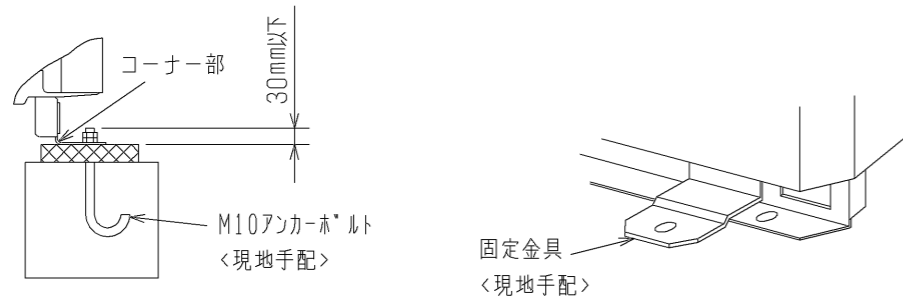 コーナー部
30mm以下
M10アンカーボルト
<現地手配>
固定金具
<現地手配>